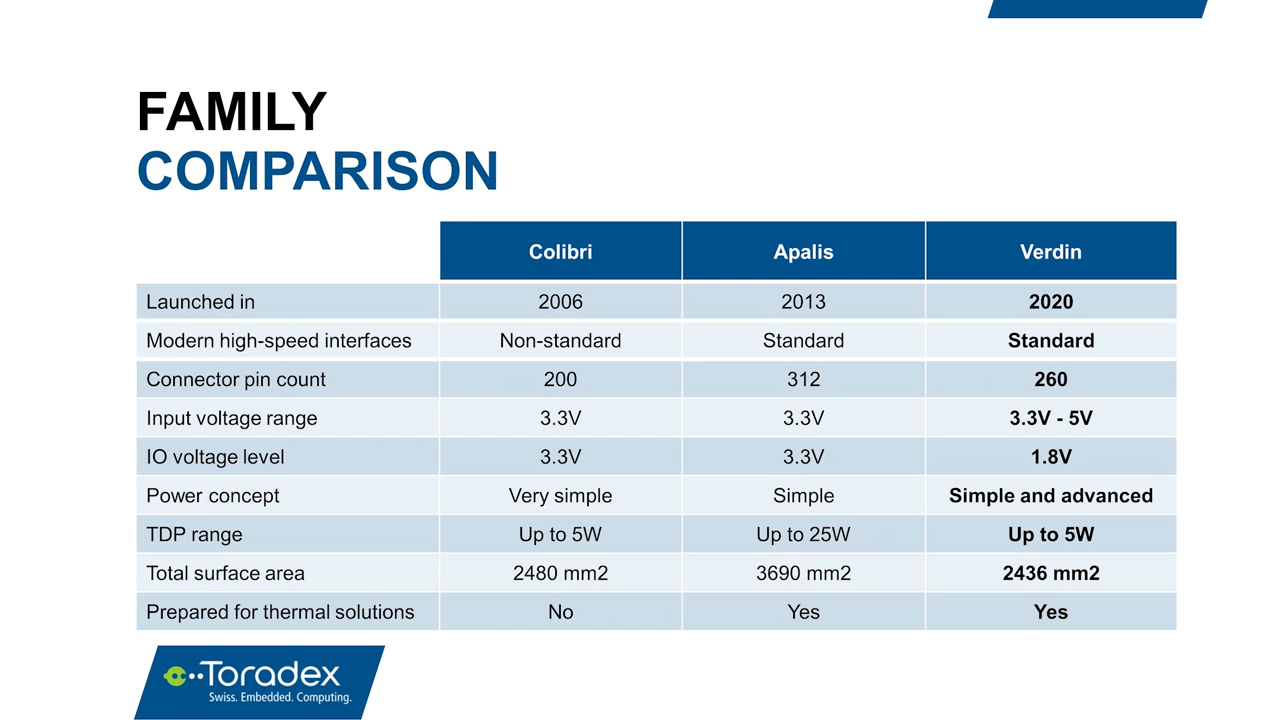 FAMILY
COMPARISON
Colibri Apalis Verdin
Launched in 2006 2013 2020
Modern high-speed interfaces Non-standard Standard Standard
Connector pin count 200 312 260
Input voltage range 3.3V 3.3V 3.3V - 5V
IO voltage level 3.3V 3.3V 1.8V
Power concept Very simple Simple Simple and advanced
TDP range Up to 5W Up to 25W Up to 5W
Total surface area 2480 mm2 3690 mm2 2436 mm2
Prepared for thermal solutions No Yes Yes
Toradex
Swiss. Embedded. Computing.